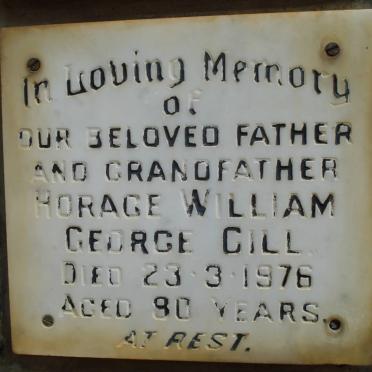 In Loving Memory
of
OUR BELOVED FATHER
AND GRANDFATHER
HORACE WILLIAM
GEORGE GILL.
DIED 23·3·1976
AGED 80 YEARS.
AT REST.